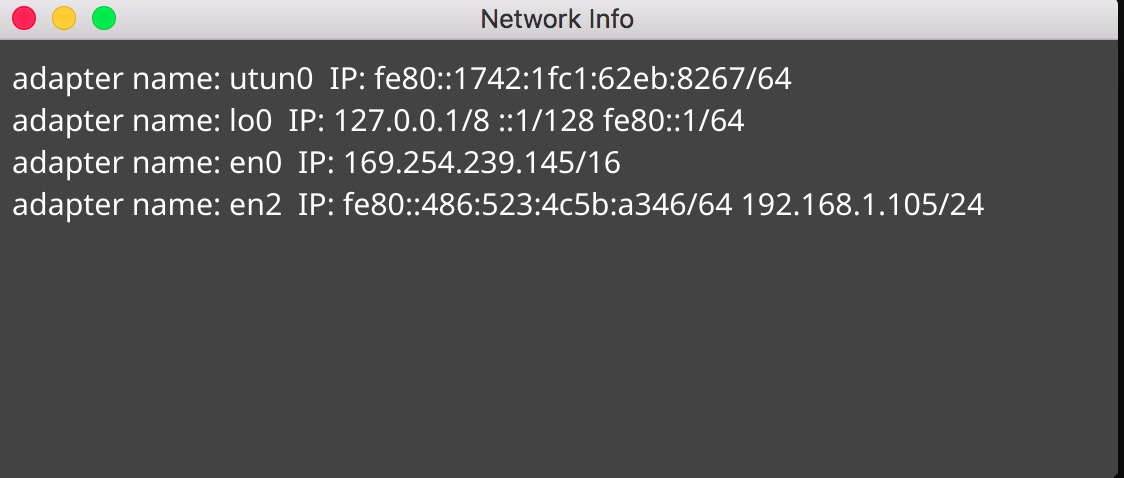 Network Info
adapter name: utun0  IP: fe80::1742:1fc1:62eb:8267/64
adapter name: lo0  IP: 127.0.0.1/8 ::1/128 fe80::1/64
adapter name: en0  IP: 169.254.239.145/16
adapter name: en2  IP: fe80::486:523:4c5b:a346/64 192.168.1.105/24